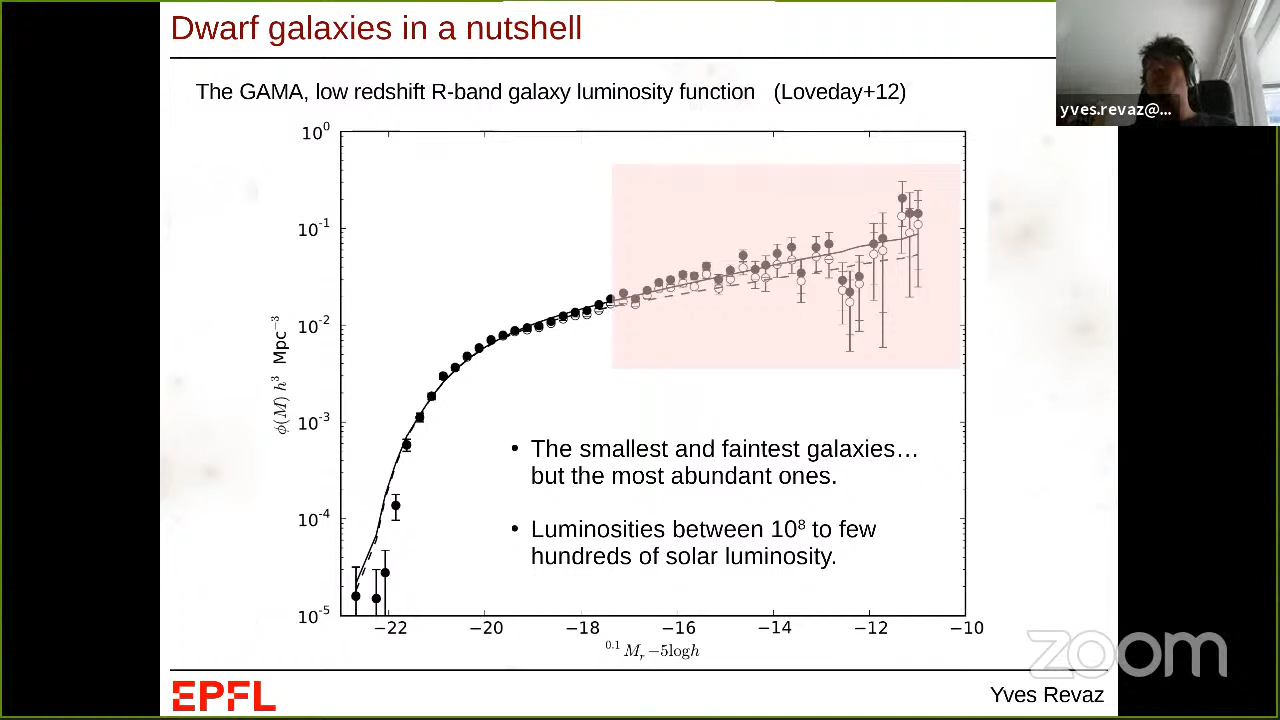 Dwarf galaxies in a nutshell
The GAMA, low redshift R-band galaxy luminosity function (Loveday+12)
yves.revaz@...
10⁰
10⁻¹
10⁻²
10⁻³
10⁻⁴
10⁻⁵
ϕ(M) h³ Mpc⁻³
• The smallest and faintest galaxies…
but the most abundant ones.
• Luminosities between 10⁸ to few
hundreds of solar luminosity.
−22 −20 −18 −16 −14 −12 −10
⁰·¹Mᵣ−5logh
zoom
EPFL
Yves Revaz